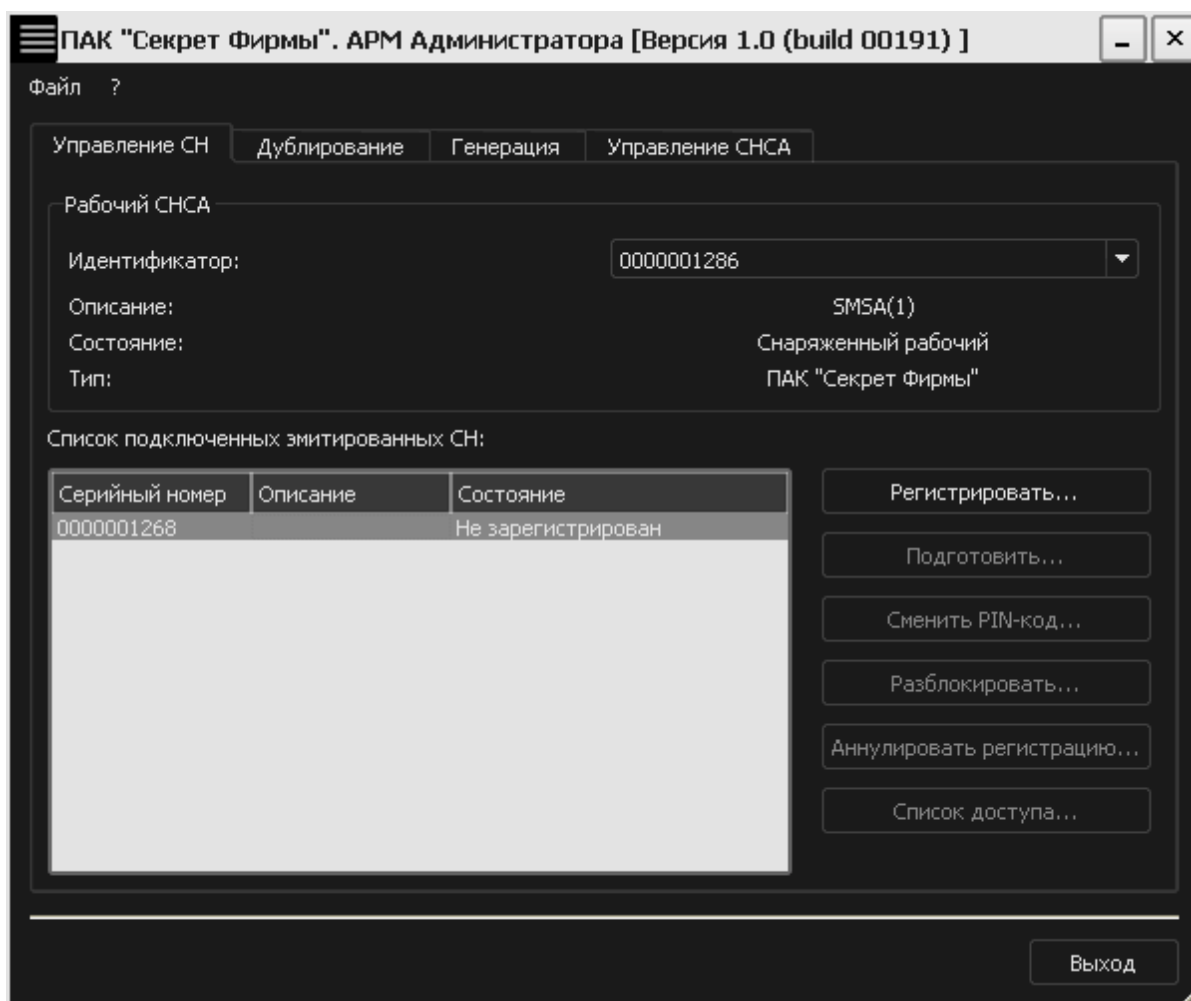 ПАК "Секрет Фирмы". АРМ Администратора [Версия 1.0 (build 00191) ]
Файл ?
Управление СН Дублирование Генерация Управление СНСА
Рабочий СНСА
Идентификатор: 0000001286
Описание: SMSA(1)
Состояние: Снаряженный рабочий
Тип: ПАК "Секрет Фирмы"
Список подключенных эмитированных СН:
Серийный номер Описание Состояние
0000001268 Не зарегистрирован
Регистрировать...
Подготовить...
Сменить PIN-код...
Разблокировать...
Аннулировать регистрацию...
Список доступа...
Выход